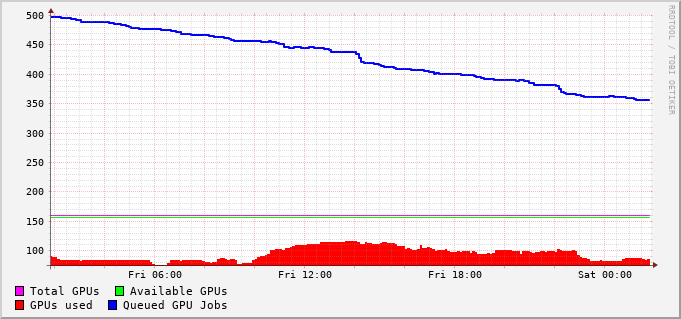 500
450
400
350
300
250
200
150
100
Fri 06:00 Fri 12:00 Fri 18:00 Sat 00:00
Total GPUs Available GPUs
GPUs used Queued GPU Jobs
RRDTOOL / TOBI OETIKER